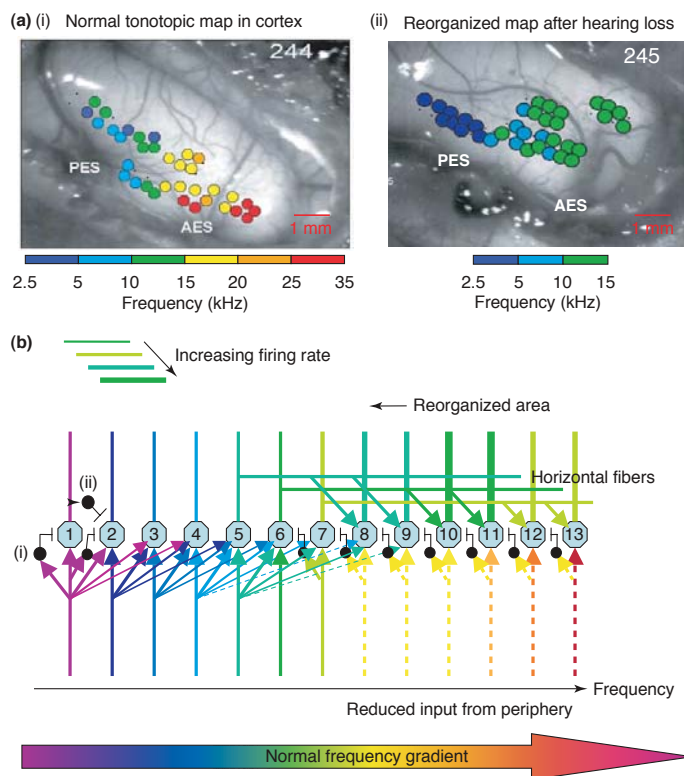 (a) (i) Normal tonotopic map in cortex
244
PES
AES
1 mm
2.5 5 10 15 20 25 35
Frequency (kHz)
(ii) Reorganized map after hearing loss
245
PES
AES
1 mm
2.5 5 10 15
Frequency (kHz)
(b)
Increasing firing rate
Reorganized area
(ii)
Horizontal fibers
1 2 3 4 5 6 7 8 9 10 11 12 13
(i)
Frequency
Reduced input from periphery
Normal frequency gradient